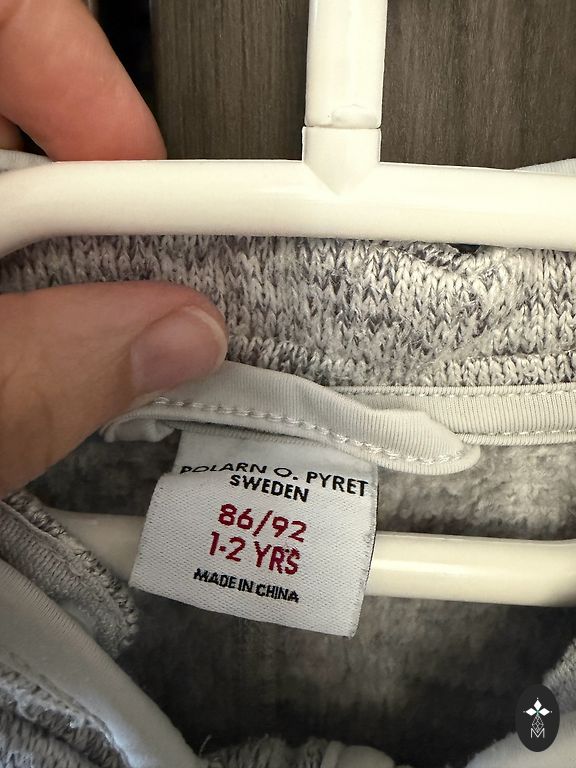 POLARN O. PYRET
SWEDEN
86/92
1-2 YRS
MADE IN CHINA